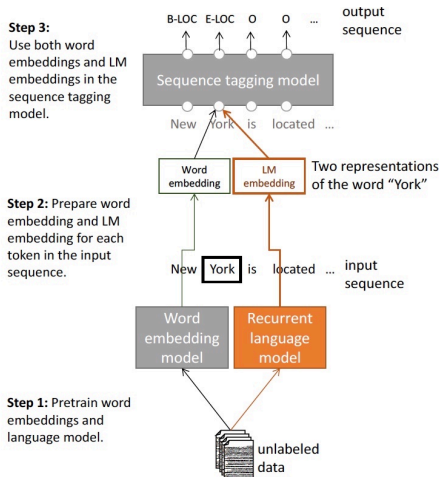 B-LOC E-LOC O O ...
output
sequence
Step 3:
Use both word
embeddings and LM
embeddings in the
sequence tagging
model.
Sequence tagging model
New York is located ...
Word
embedding
LM
embedding
Two representations
of the word “York”
Step 2: Prepare word
embedding and LM
embedding for each
token in the input
sequence.
New York is located ...
input
sequence
Word
embedding
model
Recurrent
language
model
Step 1: Pretrain word
embeddings and
language model.
unlabeled
data